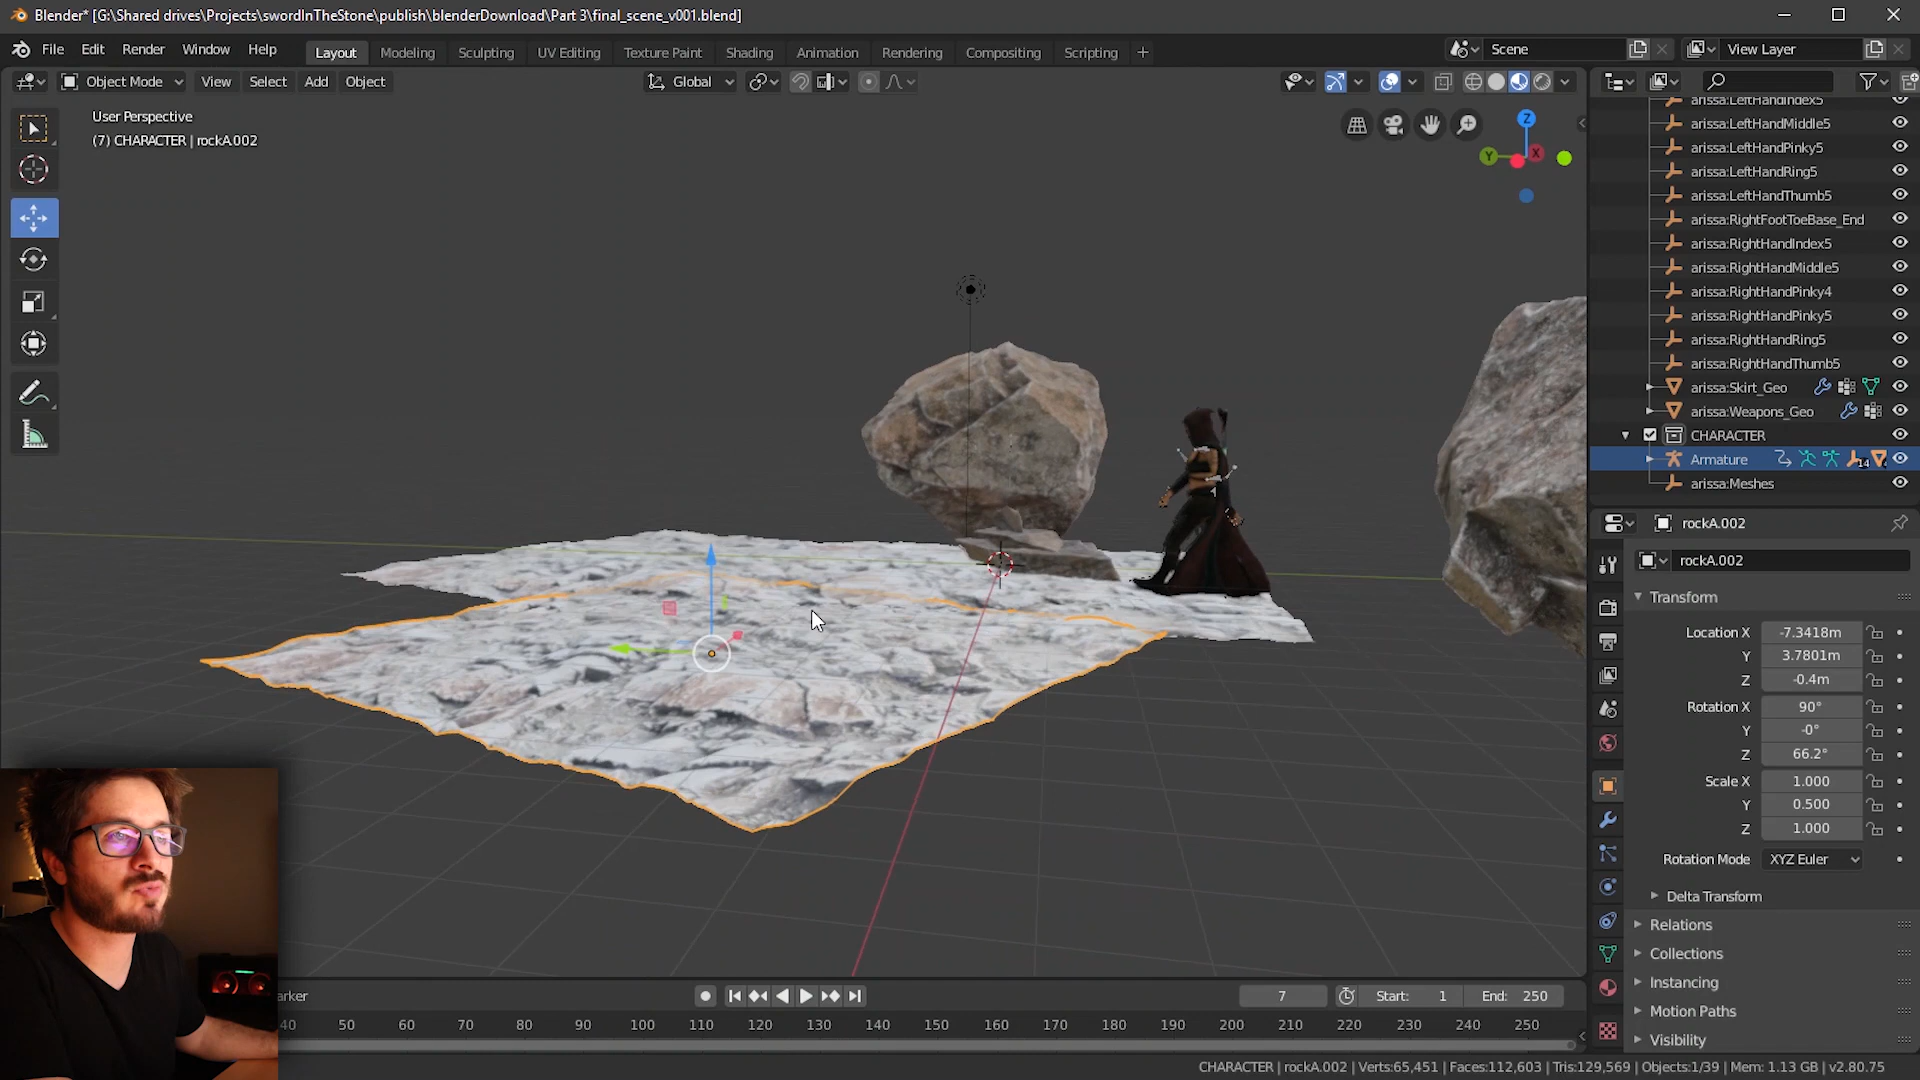 Blender* [G:\Shared drives\Projects\swordInTheStone\publish\blenderDownload\Part 3\final_scene_v001.blend]
File Edit Render Window Help Layout Modeling Sculpting UV Editing Texture Paint Shading Animation Rendering Compositing Scripting + Scene View Layer
Object Mode View Select Add Object Global
User Perspective
(7) CHARACTER | rockA.002
Z
Y X
arissa:LeftHandIndex5
arissa:LeftHandMiddle5
arissa:LeftHandPinky5
arissa:LeftHandRing5
arissa:LeftHandThumb5
arissa:RightFootToeBase_End
arissa:RightHandIndex5
arissa:RightHandMiddle5
arissa:RightHandPinky4
arissa:RightHandPinky5
arissa:RightHandRing5
arissa:RightHandThumb5
arissa:Skirt_Geo
arissa:Weapons_Geo
CHARACTER
Armature 14
arissa:Meshes
rockA.002
rockA.002
Transform
Location X -7.3418m
Y 3.7801m
Z -0.4m
Rotation X 90°
Y -0°
Z 66.2°
Scale X 1.000
Y 0.500
Z 1.000
Rotation Mode XYZ Euler
Delta Transform
Relations
Collections
Instancing
Motion Paths
Visibility
arker 7 Start: 1 End: 250
40 50 60 70 80 90 100 110 120 130 140 150 160 170 180 190 200 210 220 230 240 250
CHARACTER | rockA.002 | Verts:65,451 | Faces:112,603 | Tris:129,569 | Objects:1/39 | Mem: 1.13 GB | v2.80.75